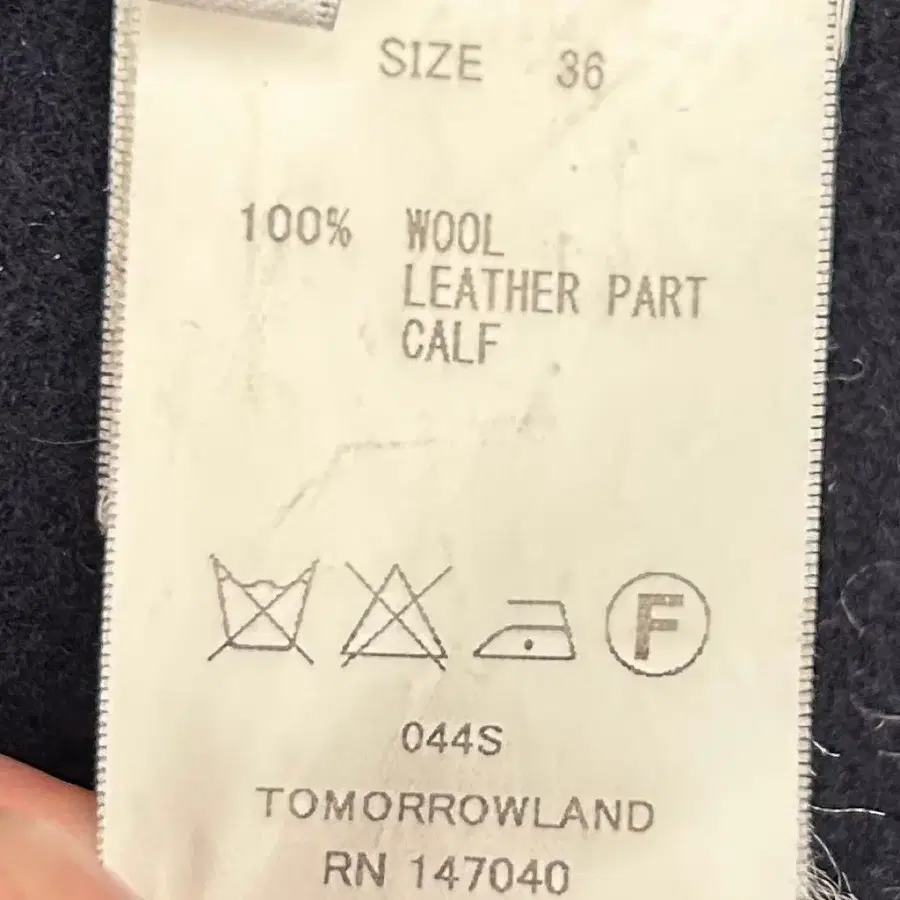 SIZE 36
100% WOOL
LEATHER PART
CALF
F
044S
TOMORROWLAND
RN 147040